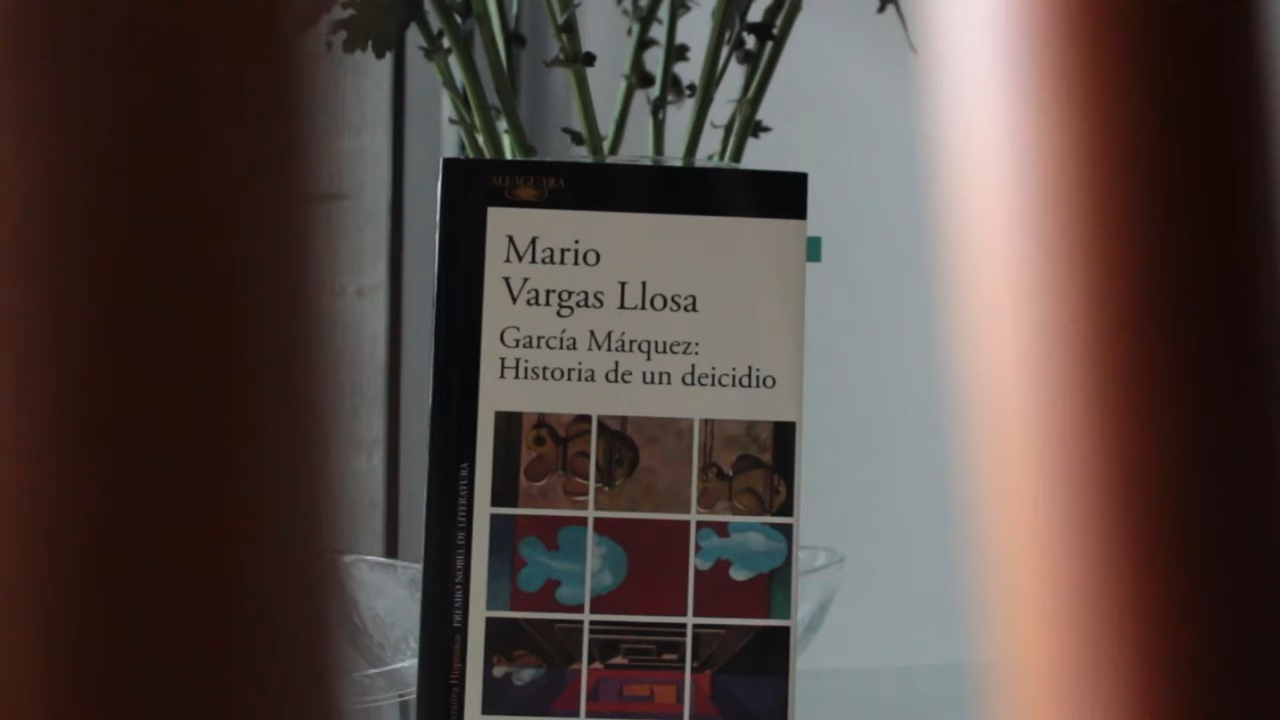 ALFAGUARA
Mario
Vargas Llosa
García Márquez:
Historia de un deicidio
PREMIO NOBEL DE LITERATURA